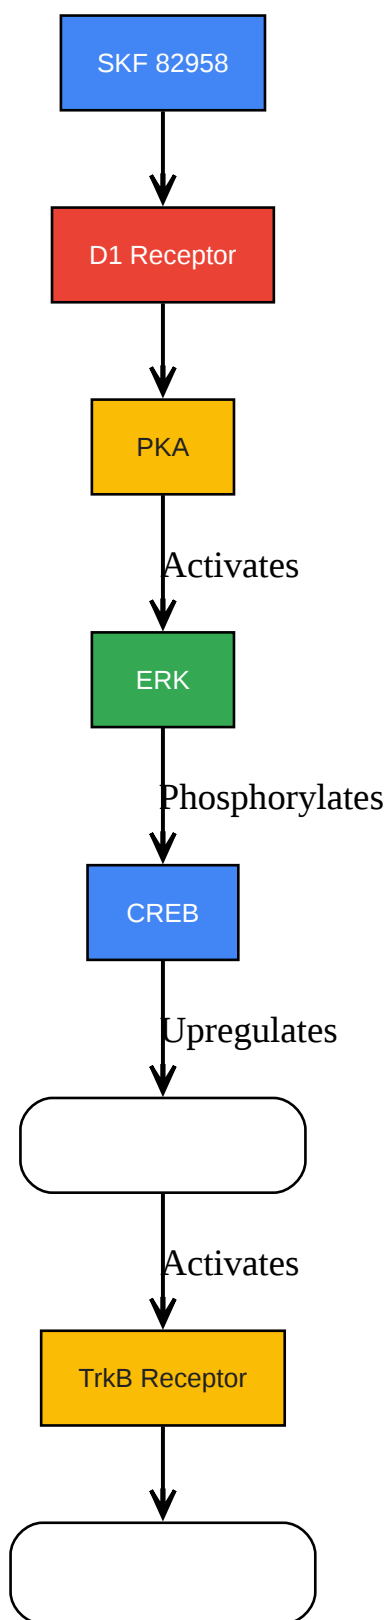 SKF 82958
D1 Receptor
PKA
Activates
ERK
Phosphorylates
CREB
Upregulates
Activates
TrkB Receptor